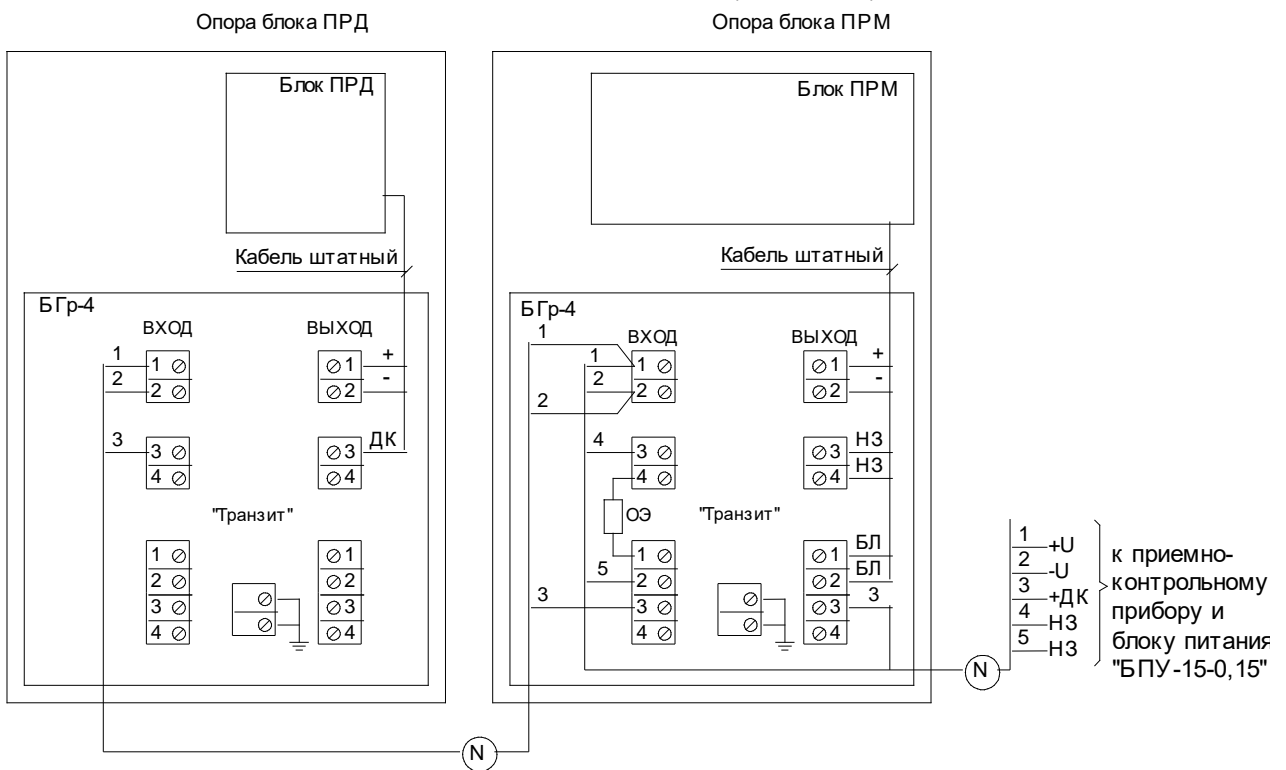 Опора блока ПРД
Опора блока ПРМ
Блок ПРД
Кабель штатный
БГр-4
ВХОД
ВЫХОД
1
1
1
+
2
2
2
-
3
3
3
ДК
4
4
"Транзит"
1
1
2
2
3
3
4
4
Блок ПРМ
Кабель штатный
БГр-4
1
ВХОД
ВЫХОД
1
1
1
+
2
2
2
-
2
4
3
3
НЗ
4
4
НЗ
ОЭ
"Транзит"
1
1
БЛ
5
2
2
БЛ
3
3
3
3
4
4
N
N
1
+U
2
-U
3
+ДК
4
НЗ
5
НЗ
к приемно-
контрольному
прибору и
блоку питания
"БПУ-15-0,15"